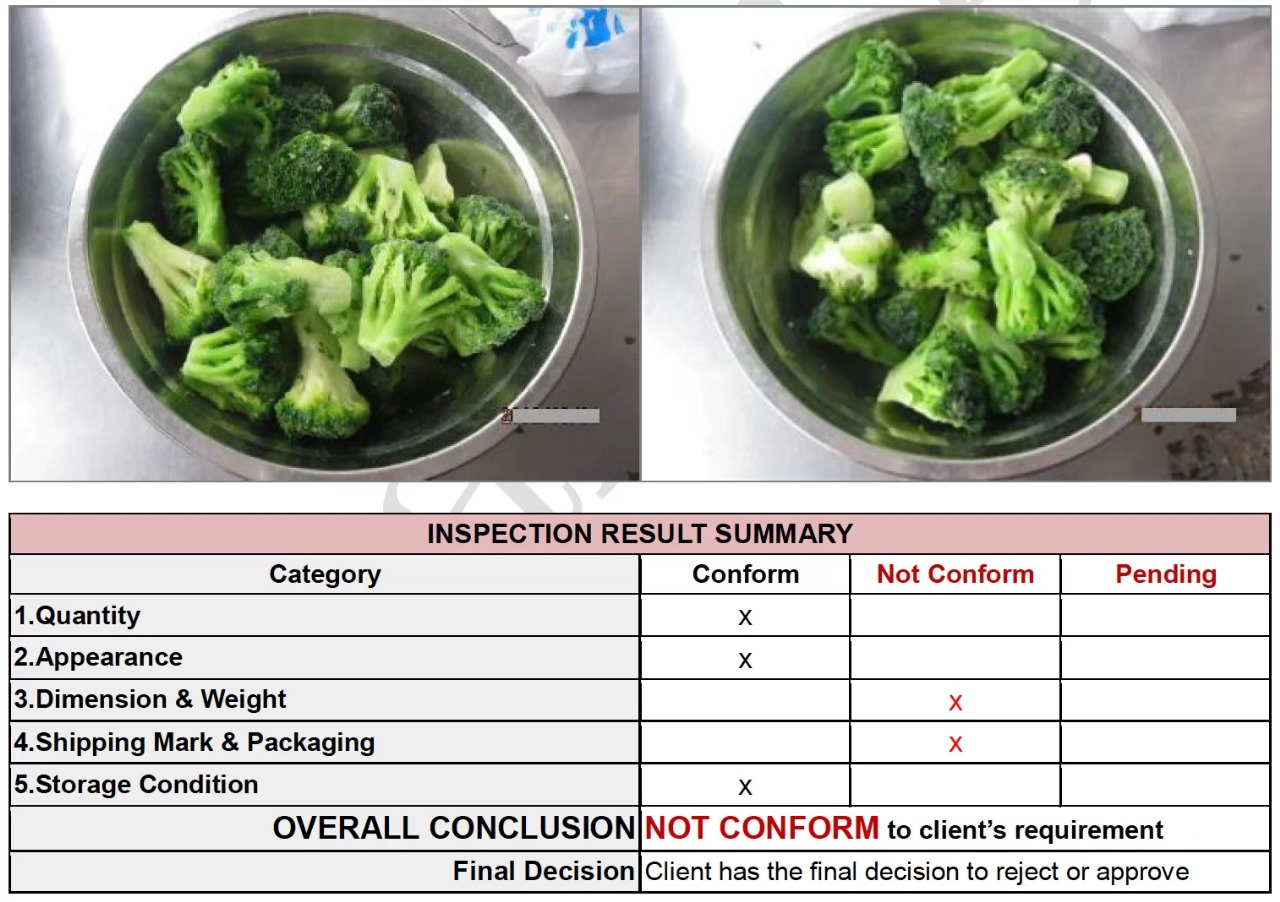 INSPECTION RESULT SUMMARY
Category Conform Not Conform Pending
1.Quantity x
2.Appearance x
3.Dimension & Weight x
4.Shipping Mark & Packaging x
5.Storage Condition x
OVERALL CONCLUSION NOT CONFORM to client’s requirement
Final Decision Client has the final decision to reject or approve